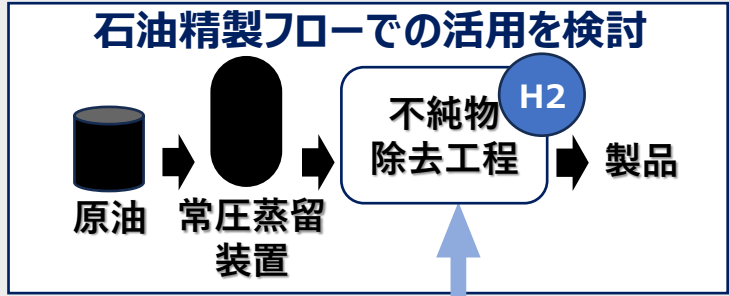 石油精製フローでの活用を検討
H2
不純物
除去工程
製品
原油
常圧蒸留
装置